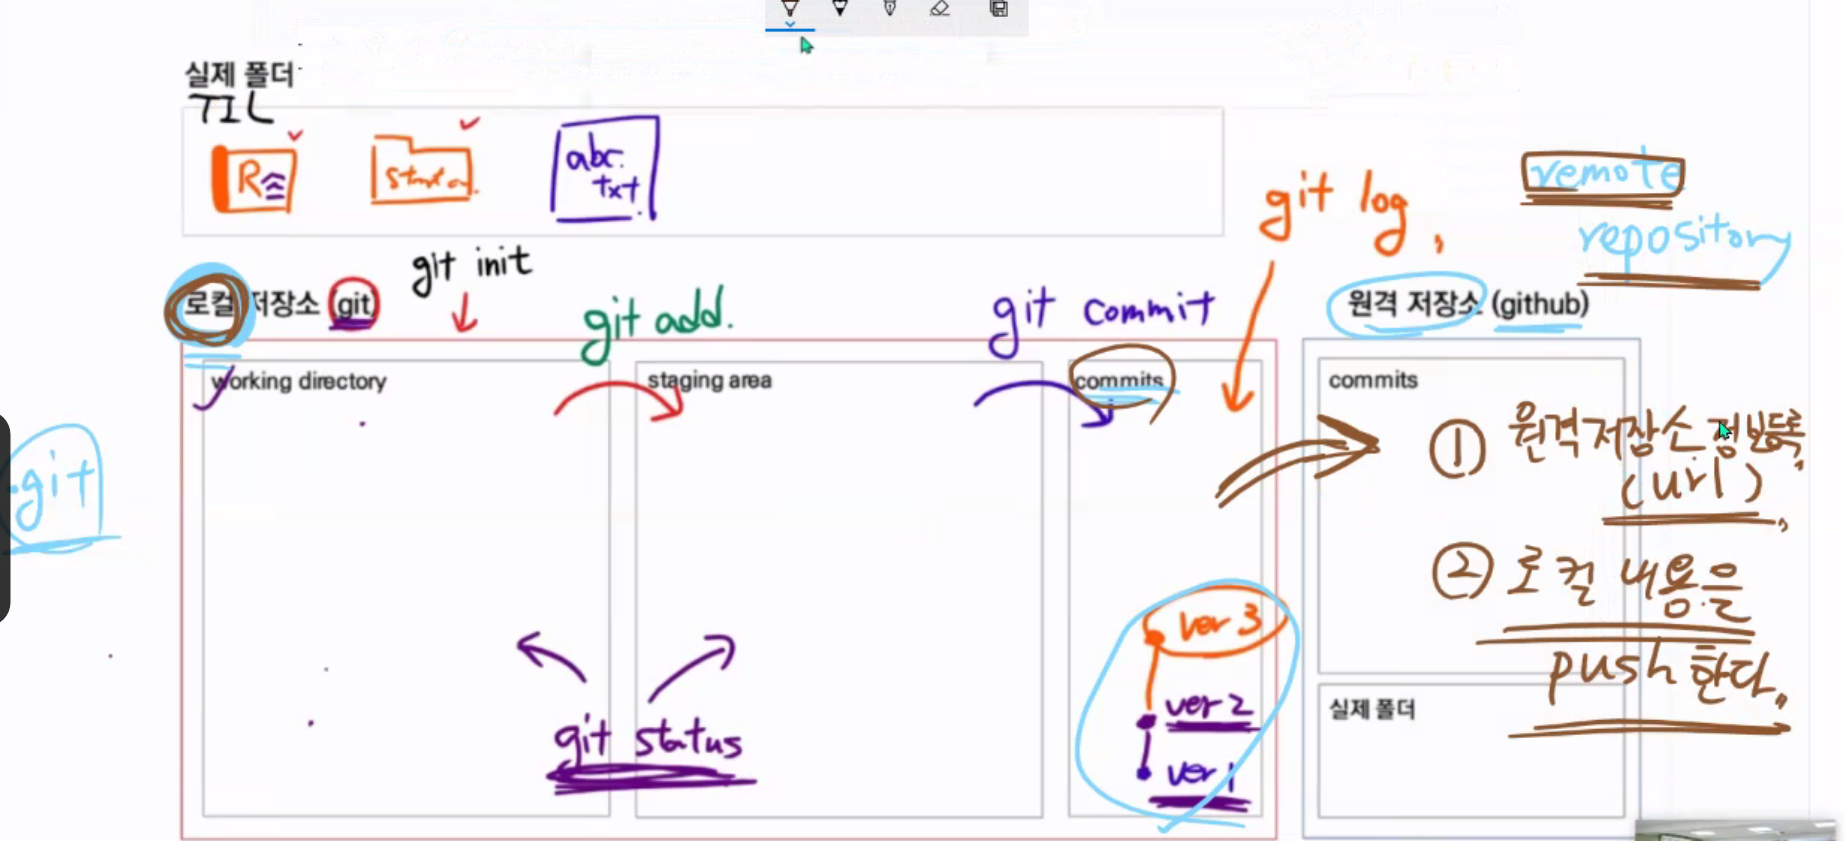 실제 폴더
TIL
R
abc.
txt
git init
git add.
git commit
git log,
remote
repository
로컬 저장소 (git)
원격 저장소 (github)
working directory
staging area
commits
commits
.git
① 원격저장소 정보등록,
(url),
② 로컬 내용을
push 한다,,
ver 3
ver 2
ver 1
git status
실제 폴더